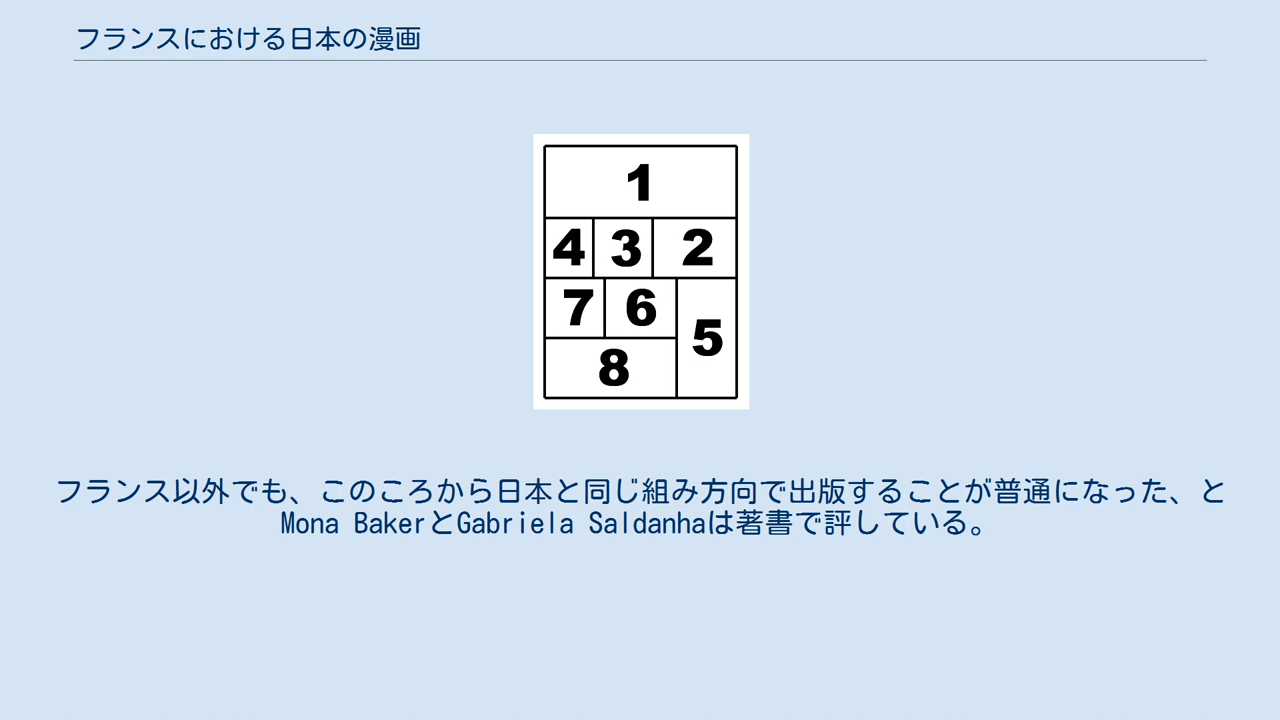 フランスにおける日本の漫画
1
4 3 2
7 6 5
8
フランス以外でも、このころから日本と同じ組み方向で出版することが普通になった、と
Mona BakerとGabriela Saldanhaは著書で評している。